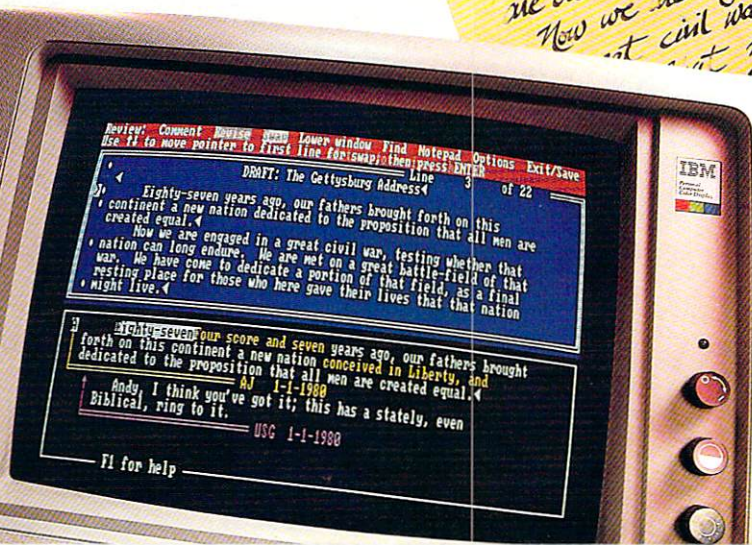 are
Now we
civil
Review: Comment Revise Swap Lower window Find Notepad Options Exit/Save
Use ↑↓ to move pointer to first line for swap; then press ENTER
Line 3 of 22
DRAFT: The Gettysburg Address
Eighty-seven years ago, our fathers brought forth on this
continent a new nation dedicated to the proposition that all men are
created equal.
Now we are engaged in a great civil war, testing whether that
nation can long endure. We are met on a great battle-field of that
war. We have come to dedicate a portion of that field, as a final
resting place for those who here gave their lives that that nation
might live.
Eighty-seven Four score and seven years ago, our fathers brought
forth on this continent a new nation conceived in Liberty, and
dedicated to the proposition that all men are created equal.
AJ 1-1-1980
Andy, I think you've got it; this has a stately, even
Biblical, ring to it.
USG 1-1-1980
F1 for help
IBM
Personal
Computer
Color Display